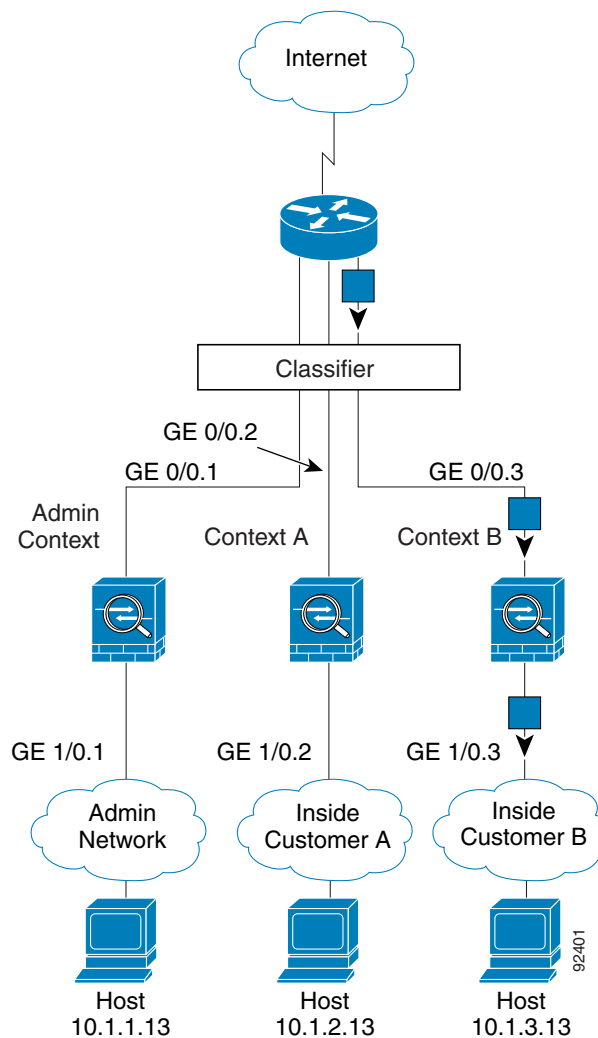 Internet
Classifier
GE 0/0.2
GE 0/0.1
GE 0/0.3
Admin
Context
Context A
Context B
GE 1/0.1
GE 1/0.2
GE 1/0.3
Admin
Network
Inside
Customer A
Inside
Customer B
92401
Host
10.1.1.13
Host
10.1.2.13
Host
10.1.3.13